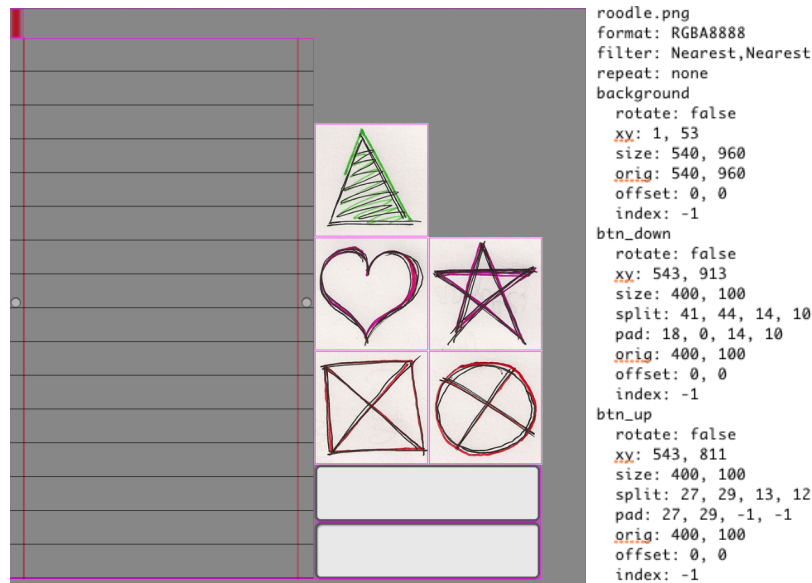 roodle.png
format: RGBA8888
filter: Nearest,Nearest
repeat: none
background
rotate: false
xy: 1, 53
size: 540, 960
orig: 540, 960
offset: 0, 0
index: -1
btn_down
rotate: false
xy: 543, 913
size: 400, 100
split: 41, 44, 14, 10
pad: 18, 0, 14, 10
orig: 400, 100
offset: 0, 0
index: -1
btn_up
rotate: false
xy: 543, 811
size: 400, 100
split: 27, 29, 13, 12
pad: 27, 29, -1, -1
orig: 400, 100
offset: 0, 0
index: -1